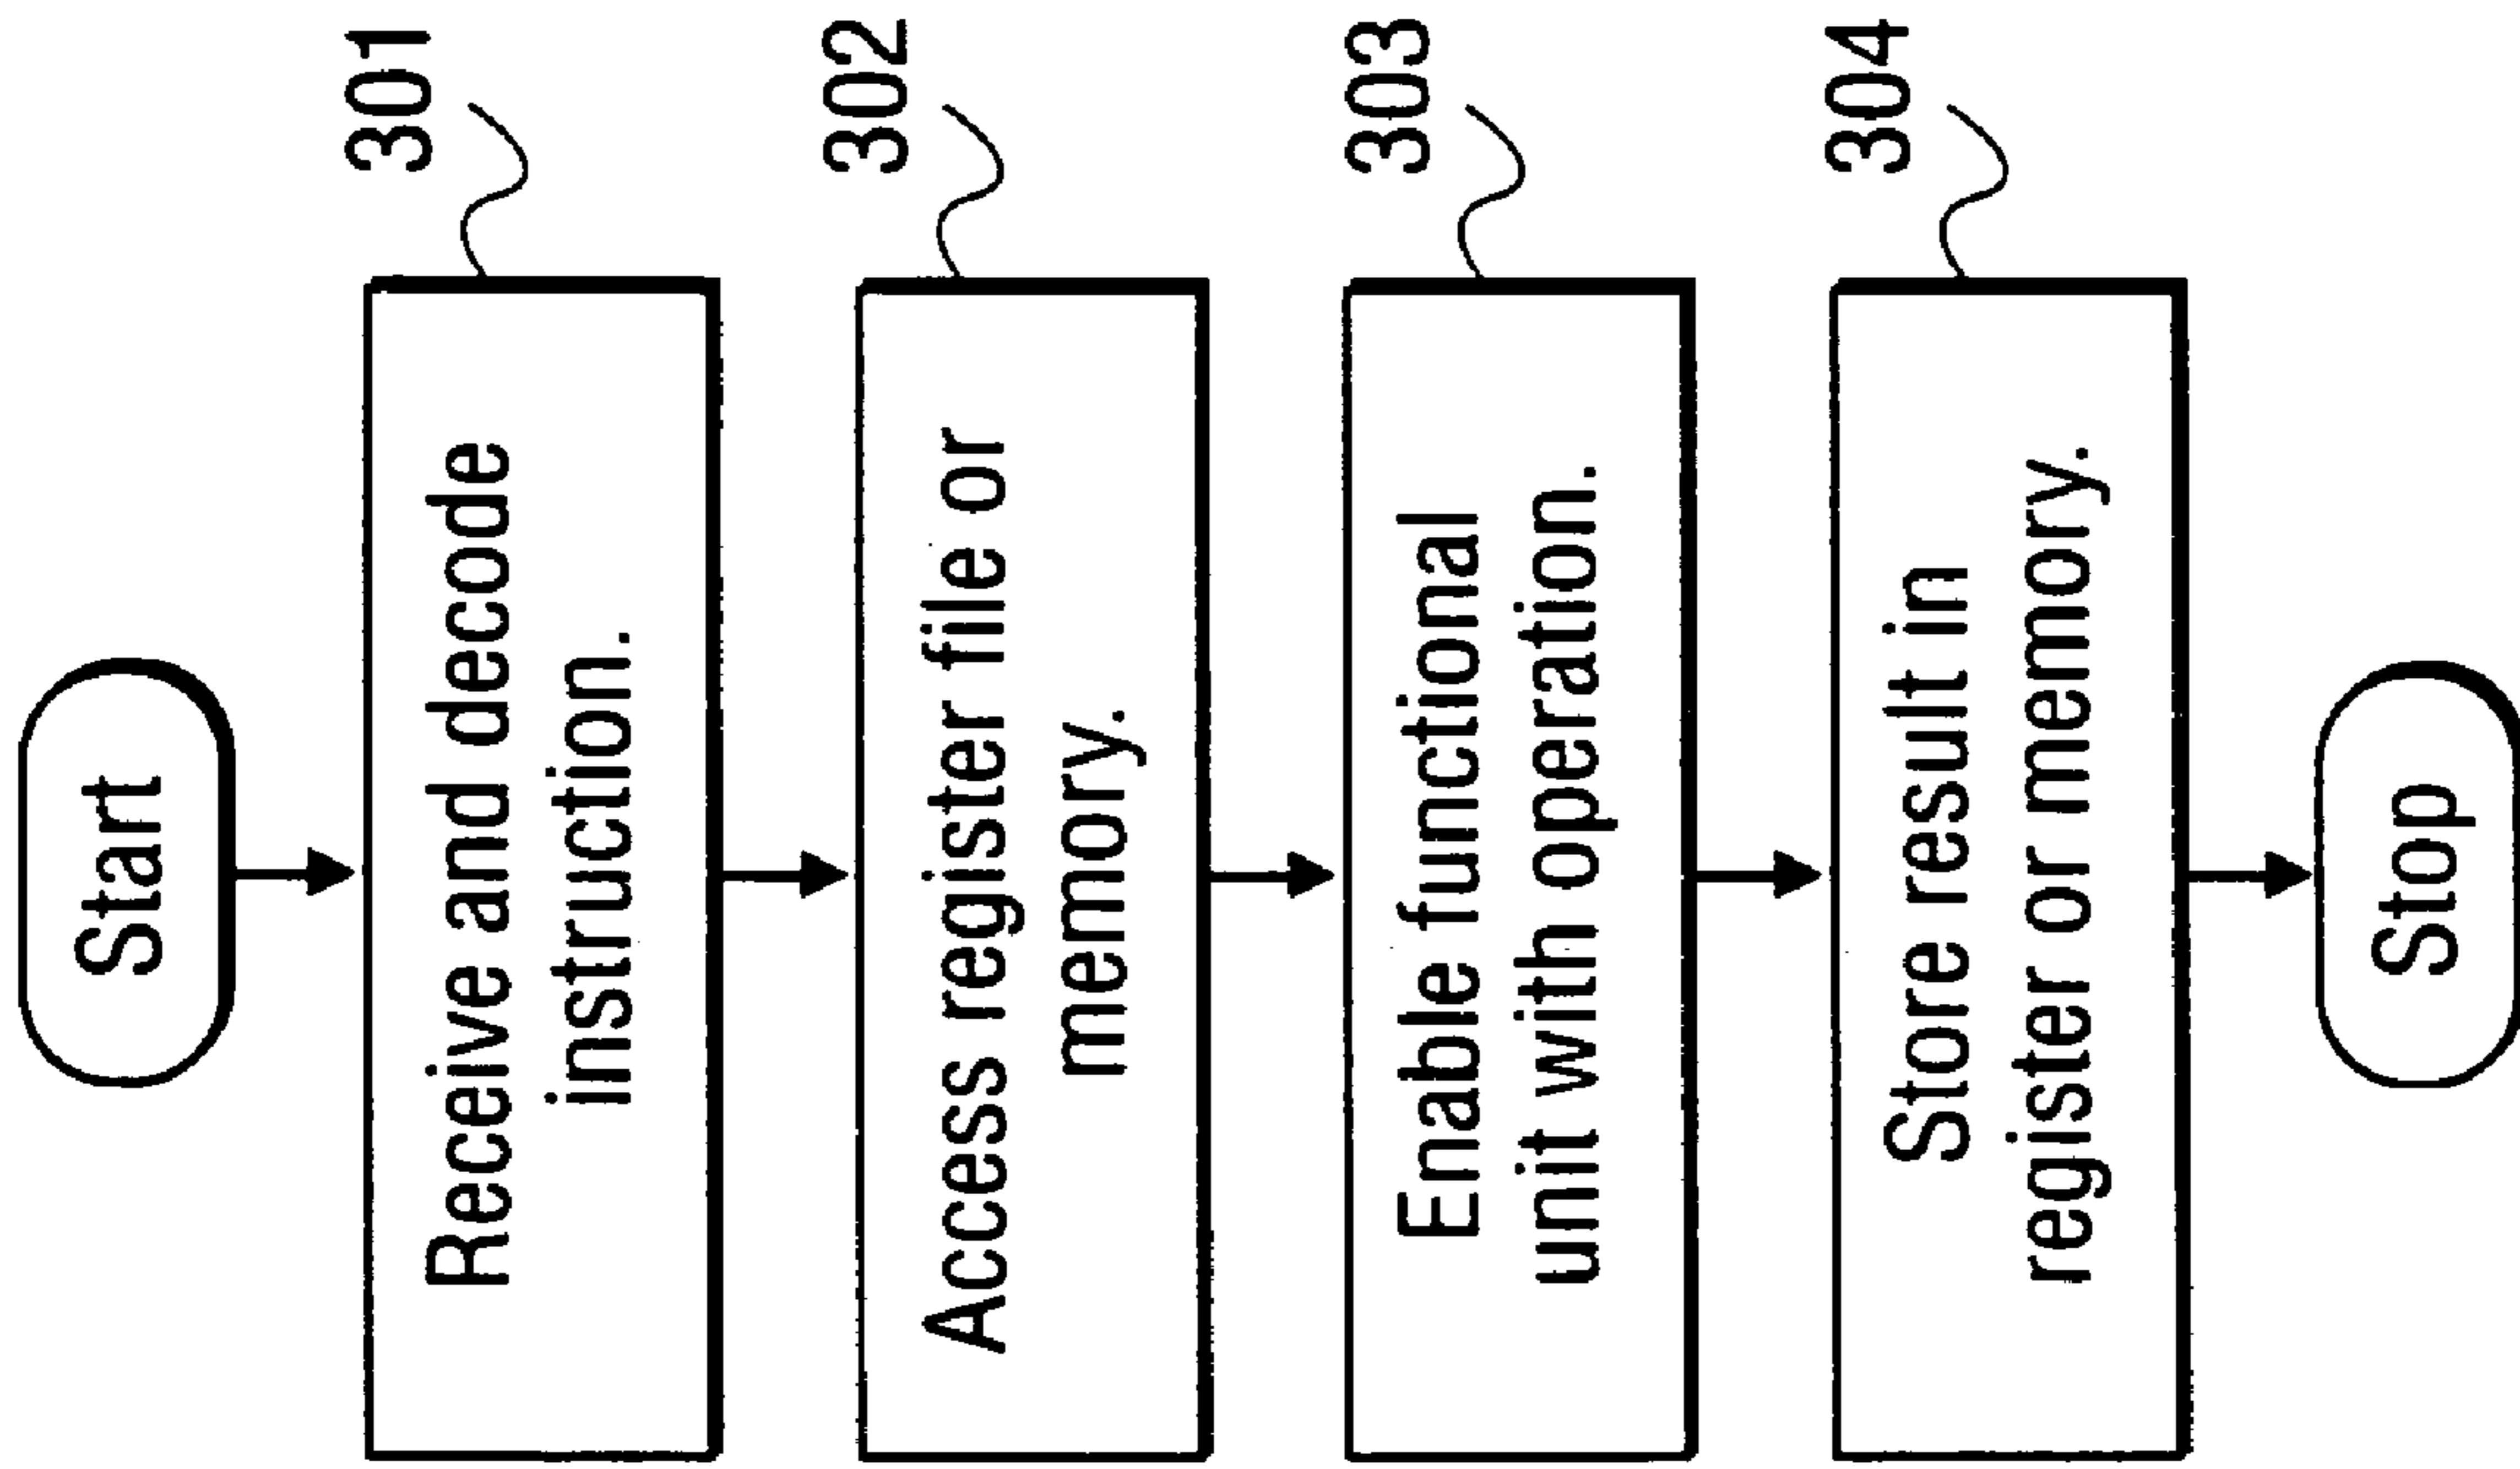 Start
301
Receive and decode
instruction.
302
Access register file or
memory.
303
Enable functional
unit with operation.
304
Store result in
register or memory.
Stop